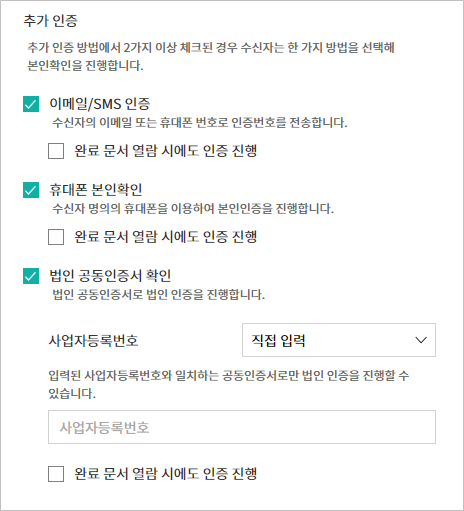 추가 인증
추가 인증 방법에서 2가지 이상 체크된 경우 수신자는 한 가지 방법을 선택해
본인확인을 진행합니다.
이메일/SMS 인증
수신자의 이메일 또는 휴대폰 번호로 인증번호를 전송합니다.
완료 문서 열람 시에도 인증 진행
휴대폰 본인확인
수신자 명의의 휴대폰을 이용하여 본인인증을 진행합니다.
완료 문서 열람 시에도 인증 진행
법인 공동인증서 확인
법인 공동인증서로 법인 인증을 진행합니다.
사업자등록번호 직접 입력
입력된 사업자등록번호와 일치하는 공동인증서로만 법인 인증을 진행할 수
있습니다.
사업자등록번호
완료 문서 열람 시에도 인증 진행